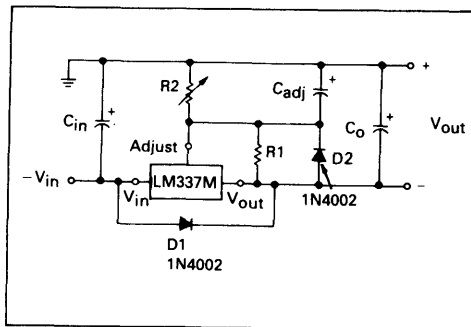 +
R2
+
Cadj
+
+
Cin
Co
Vout
Adjust
R1
D2
−Vin
LM337M
Vin
Vout
−
1N4002
D1
1N4002